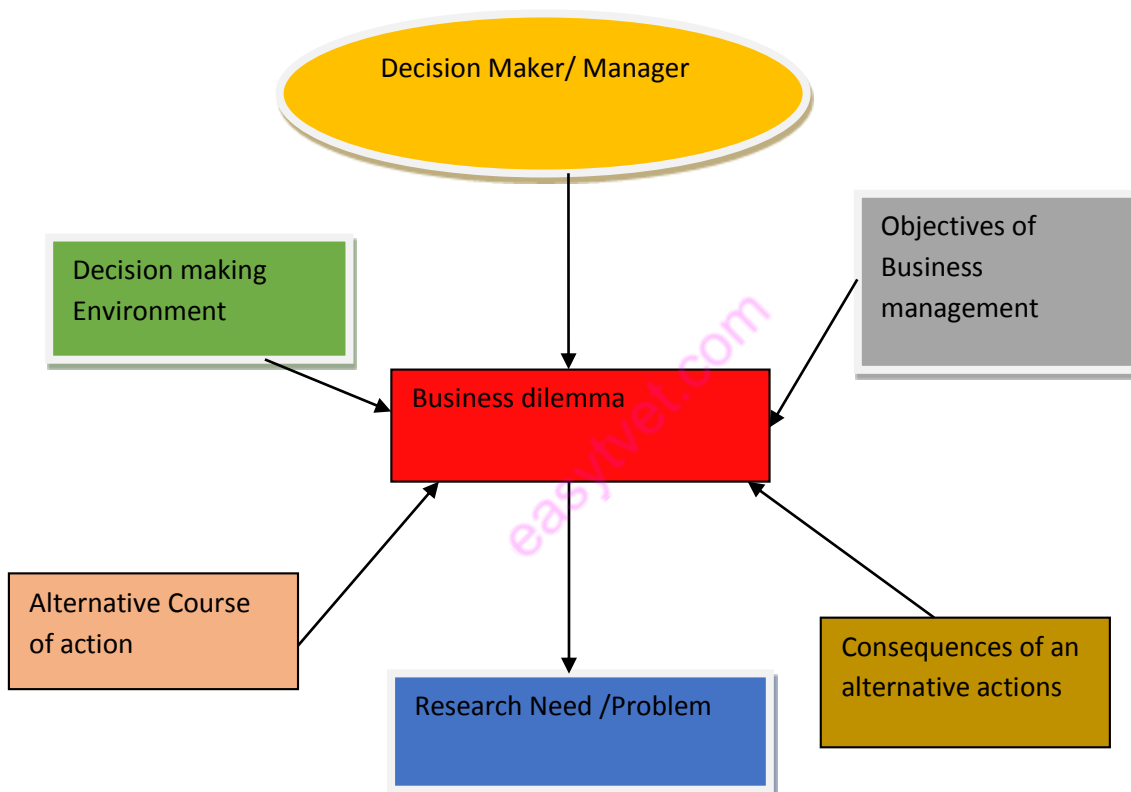 Decision Maker/ Manager
Decision making
Environment
Objectives of
Business
management
Business dilemma
easytvet.com
Alternative Course
of action
Consequences of an
alternative actions
Research Need /Problem